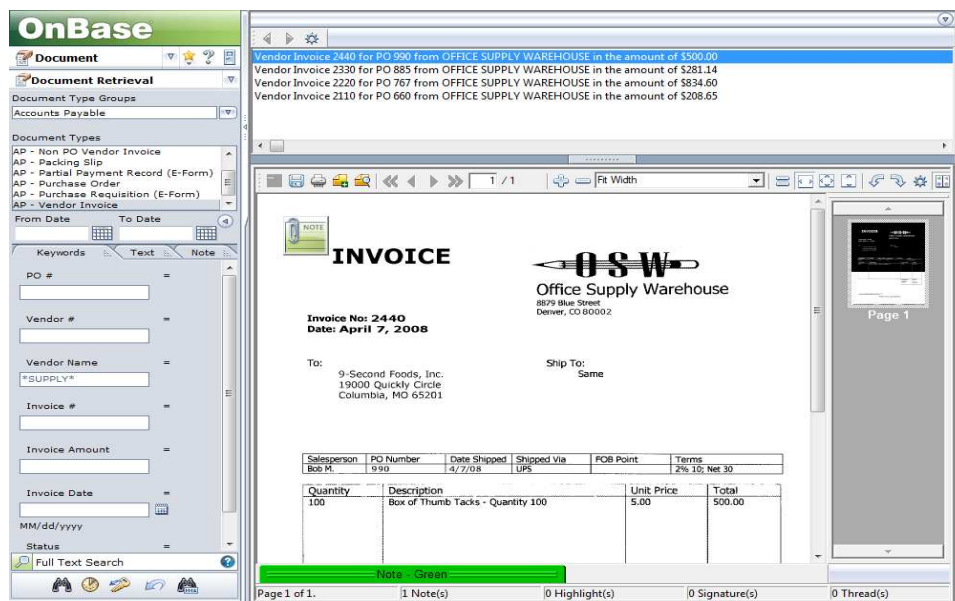 OnBase
Document
Document Retrieval
Document Type Groups
Accounts Payable
Document Types
AP - Non PO Vendor Invoice
AP - Packing Slip
AP - Partial Payment Record (E-Form)
AP - Purchase Order
AP - Purchase Requisition (E-Form)
AP - Vendor Invoice
From Date To Date
Keywords Text Note
PO # =
Vendor # =
Vendor Name =
*SUPPLY*
Invoice # =
Invoice Amount =
Invoice Date =
MM/dd/yyyy
Status =
Full Text Search
Vendor Invoice 2440 for PO 990 from OFFICE SUPPLY WAREHOUSE in the amount of $500.00
Vendor Invoice 2330 for PO 885 from OFFICE SUPPLY WAREHOUSE in the amount of $281.14
Vendor Invoice 2220 for PO 767 from OFFICE SUPPLY WAREHOUSE in the amount of $834.60
Vendor Invoice 2110 for PO 660 from OFFICE SUPPLY WAREHOUSE in the amount of $208.65
1 / 1 Fit Width
NOTE
INVOICE
OSW
Office Supply Warehouse
8879 Blue Street
Denver, CO 80002
Invoice No: 2440
Date: April 7, 2008
To:
9-Second Foods, Inc.
19000 Quickly Circle
Columbia, MO 65201
Ship To:
Same
Salesperson PO Number Date Shipped Shipped Via FOB Point Terms
Bob M. 990 4/7/08 UPS 2% 10; Net 30
Quantity Description Unit Price Total
100 Box of Thumb Tacks - Quantity 100 5.00 500.00
Page 1
Note - Green
Page 1 of 1. 1 Note(s) 0 Highlight(s) 0 Signature(s) 0 Thread(s)